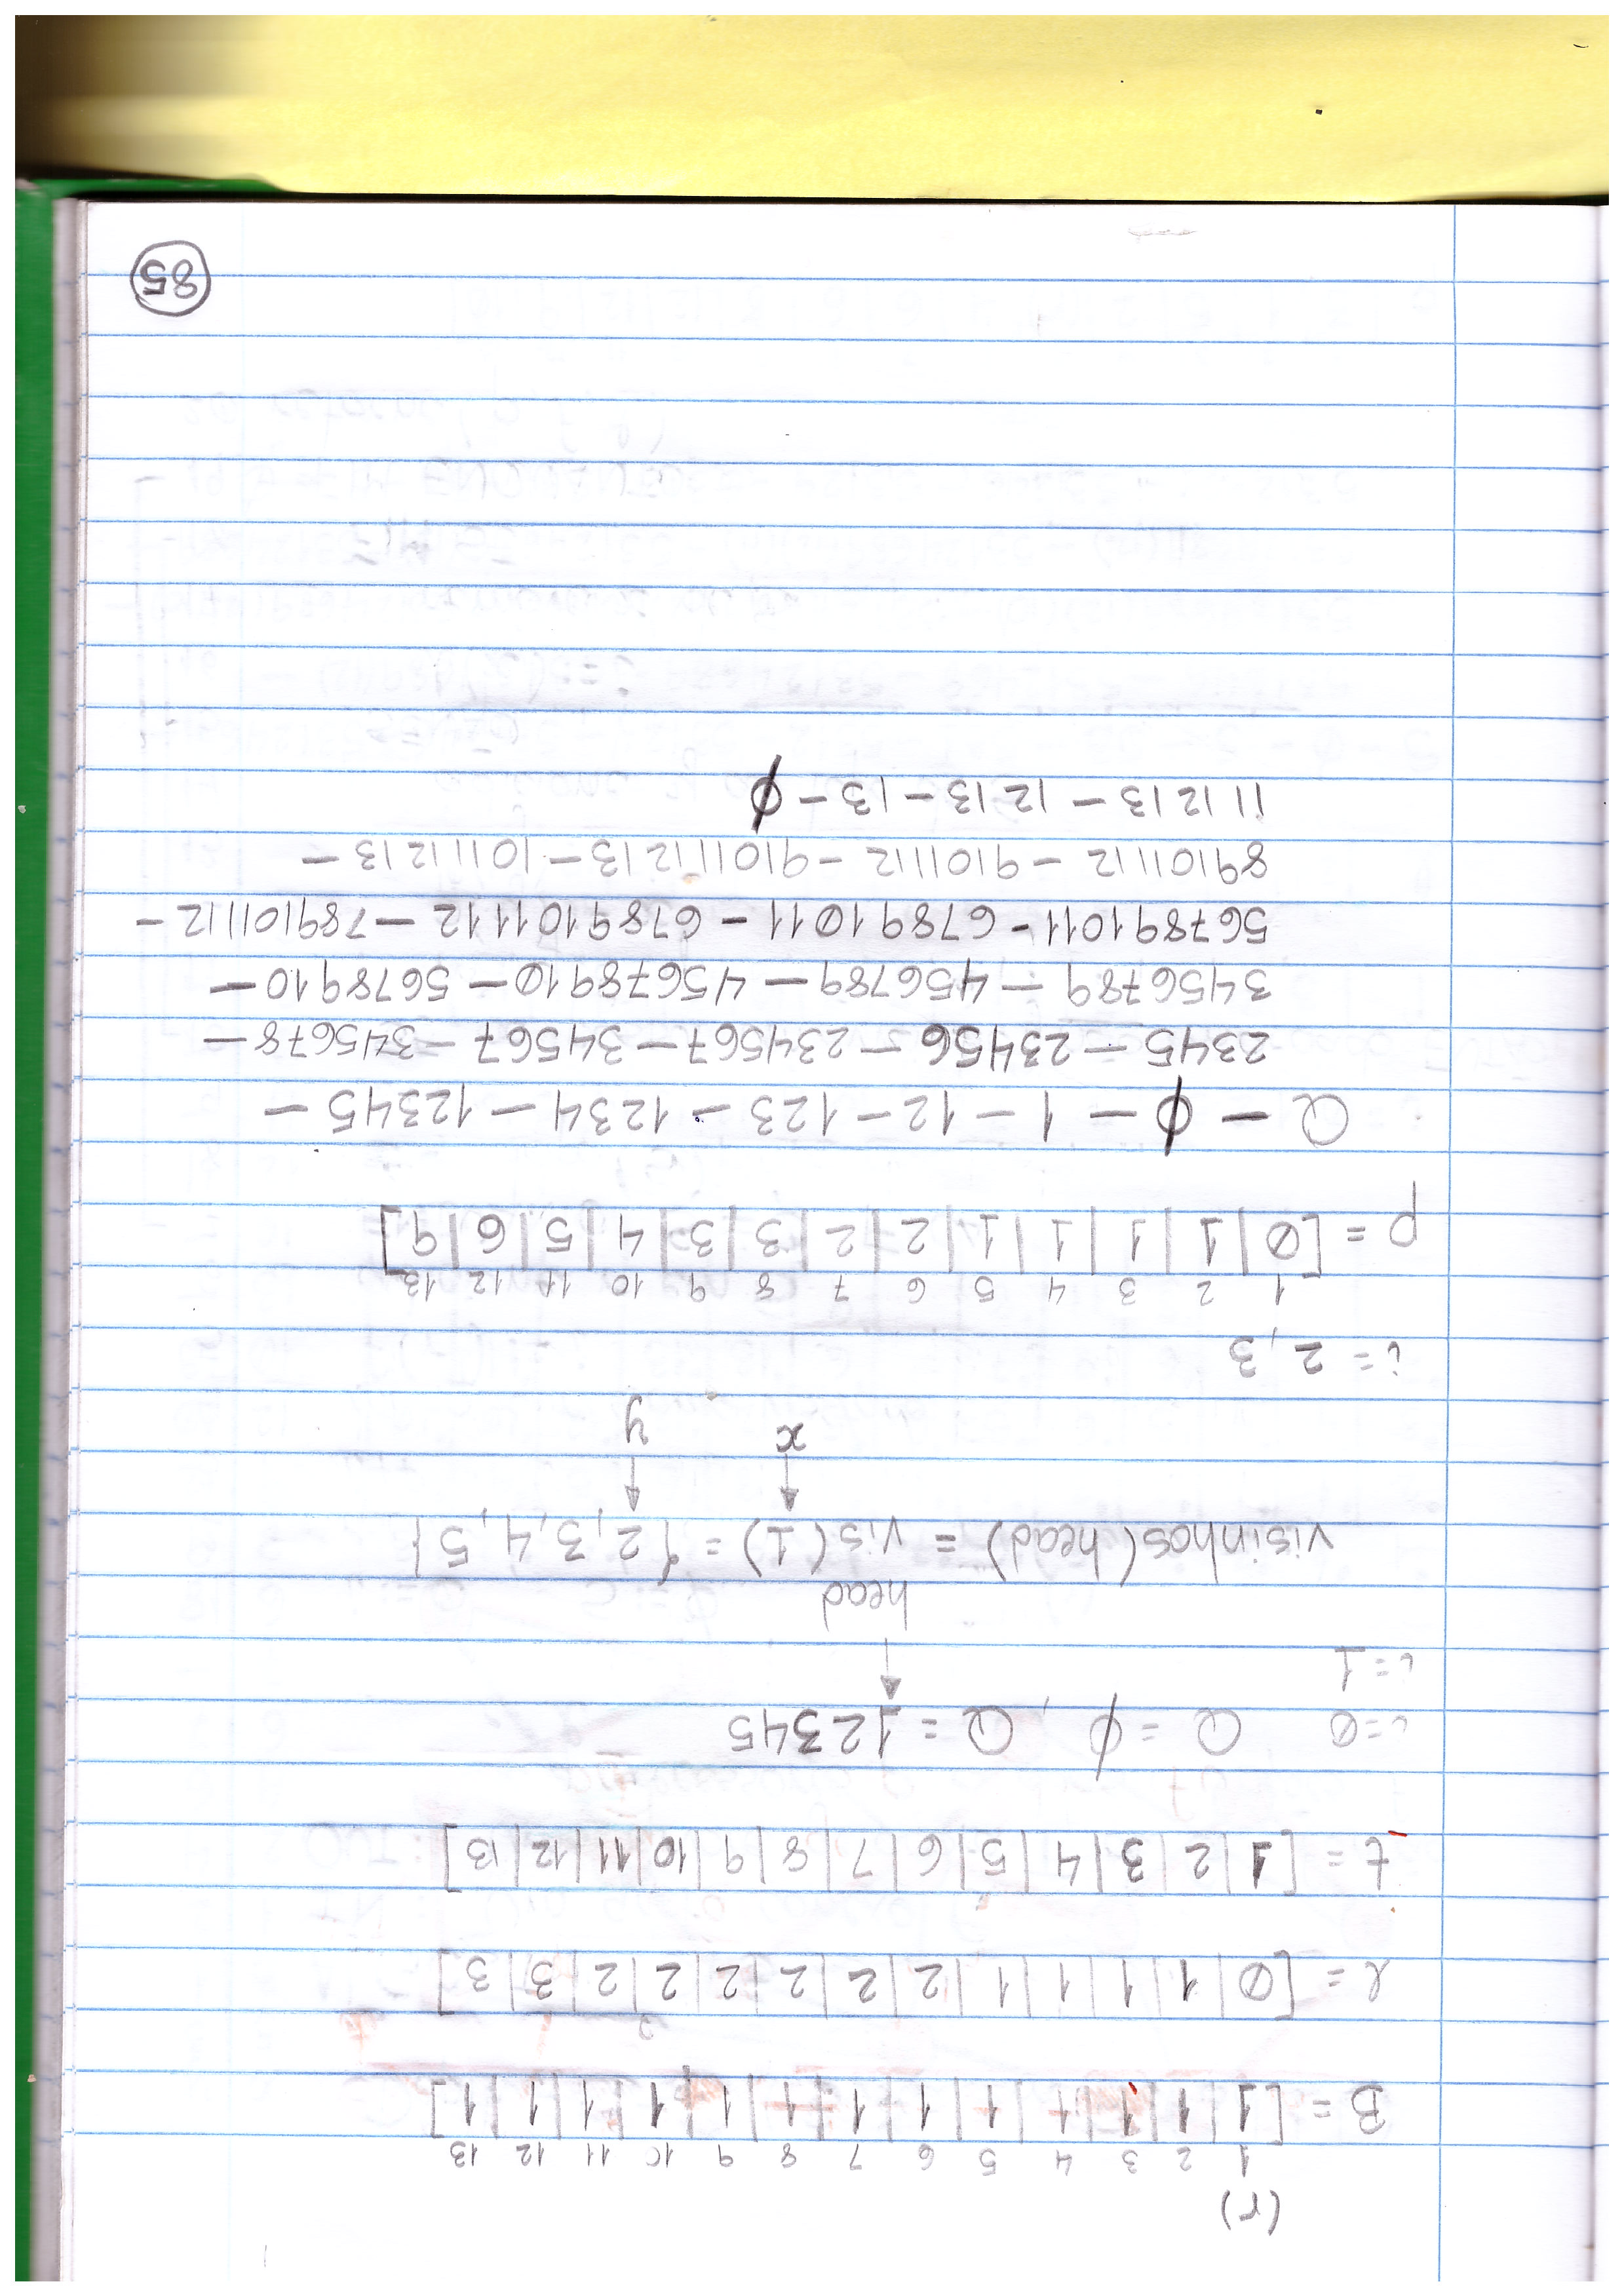 (r)
1 2 3 4 5 6 7 8 9 10 11 12 13
B = [1|1|1|1|1|1|1|1|1|1|1|1|1]
l = [0|1|1|1|1|2|2|2|2|2|2|3|3]
t = [1|2|3|4|5|6|7|8|9|10|11|12|13]
i=0 Q = ∅, Q = 12345
i=1
head
visinhos(head) = vis(1) = {2,3,4,5}
x y
i= 2,3
1 2 3 4 5 6 7 8 9 10 11 12 13
p = [0|1|1|1|1|2|2|3|3|4|5|6|9]
Q — ∅ — 1 — 12 — 123 — 1234 — 12345 —
2345 — 23456 — 234567 — 34567 — 345678 —
3456789 — 456789 — 45678910 — 5678910 —
567891011 - 67891011 - 6789101112 — 789101112 -
89101112 - 9101112 - 910111213 — 10111213 -
111213 - 1213 - 13 - ∅
85